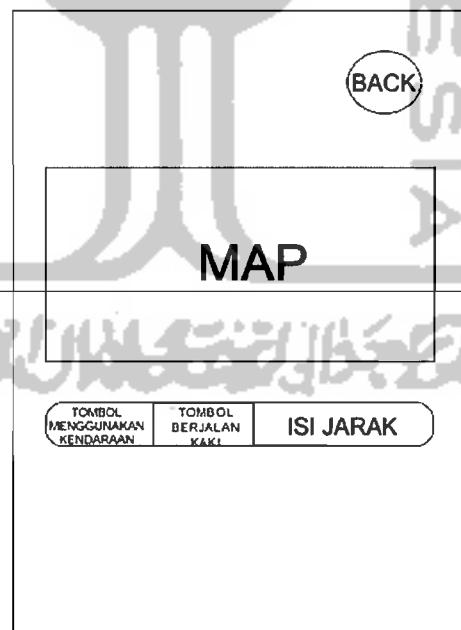 BACK
MAP
TOMBOL
MENGGUNAKAN
KENDARAAN
TOMBOL
BERJALAN
KAKI
ISI JARAK